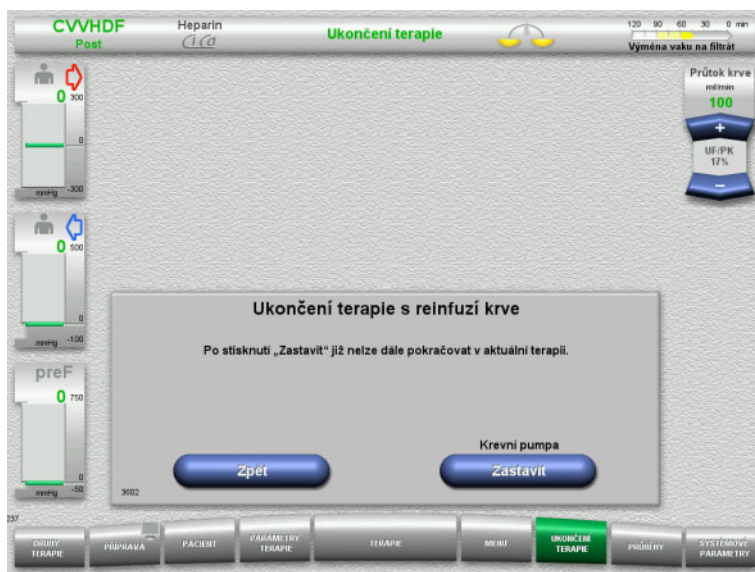 CVVHDF
Post
Heparin
Ci Ca
Ukončení terapie
120 90 60 30 0 min
Výměna vaku na filtrát
0
300
0
-300
mmHg
Průtok krve
ml/min
100
+
UF/PK
17%
−
0
500
0
-100
mmHg
preF
0
750
0
-50
mmHg
Ukončení terapie s reinfuzí krve
Po stisknutí „Zastavit“ již nelze dále pokračovat v aktuální terapii.
Krevní pumpa
Zpět
Zastavit
3602
237
DRUHY
TERAPIE
PŘÍPRAVA
PACIENT
PARAMETRY
TERAPIE
TERAPIE
MENU
UKONČENÍ
TERAPIE
PRŮBĚHY
SYSTÉMOVÉ
PARAMETRY